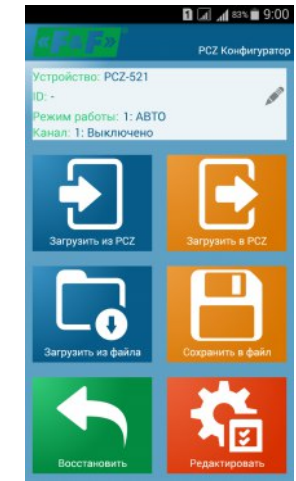 83% 9:00
«F&F» PCZ Конфигуратор
Устройство: PCZ-521
ID: -
Режим работы: 1: АВТО
Канал: 1: Выключено
Загрузить из PCZ
Загрузить в PCZ
Загрузить из файла
Сохранить в файл
Восстановить
Редактировать